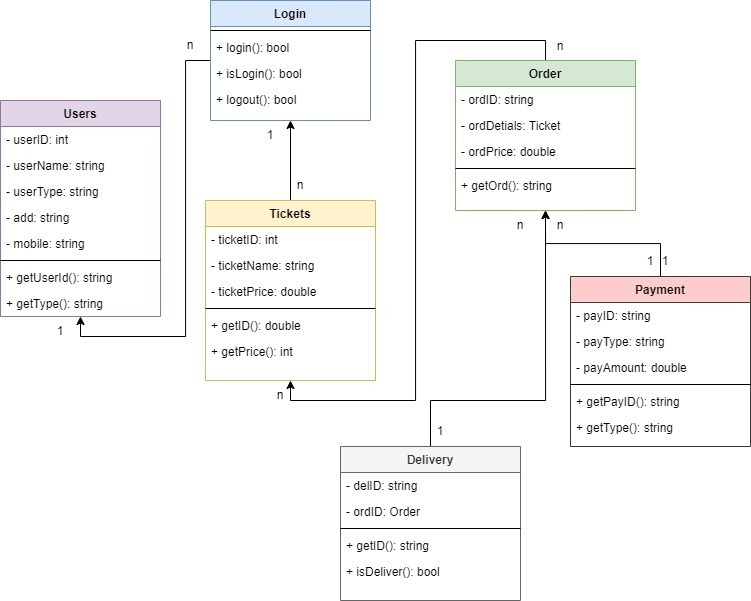 Login
+ login(): bool
+ isLogin(): bool
+ logout(): bool
n
1
n
Users
- userID: int
- userName: string
- userType: string
- add: string
- mobile: string
+ getUserId(): string
+ getType(): string
1
Tickets
- ticketID: int
- ticketName: string
- ticketPrice: double
+ getID(): double
+ getPrice(): int
n
n
Order
- ordID: string
- ordDetials: Ticket
- ordPrice: double
+ getOrd(): string
n
n
1
1
Payment
- payID: string
- payType: string
- payAmount: double
+ getPayID(): string
+ getType(): string
1
Delivery
- delID: string
- ordID: Order
+ getID(): string
+ isDeliver(): bool